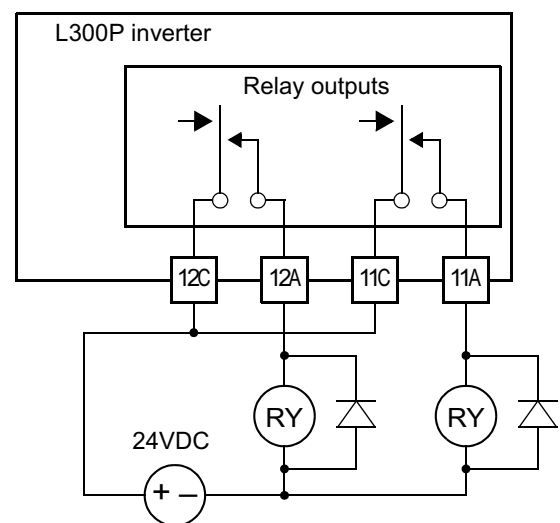 L300P inverter
Relay outputs
12C 12A 11C 11A
RY RY
24VDC
+ –